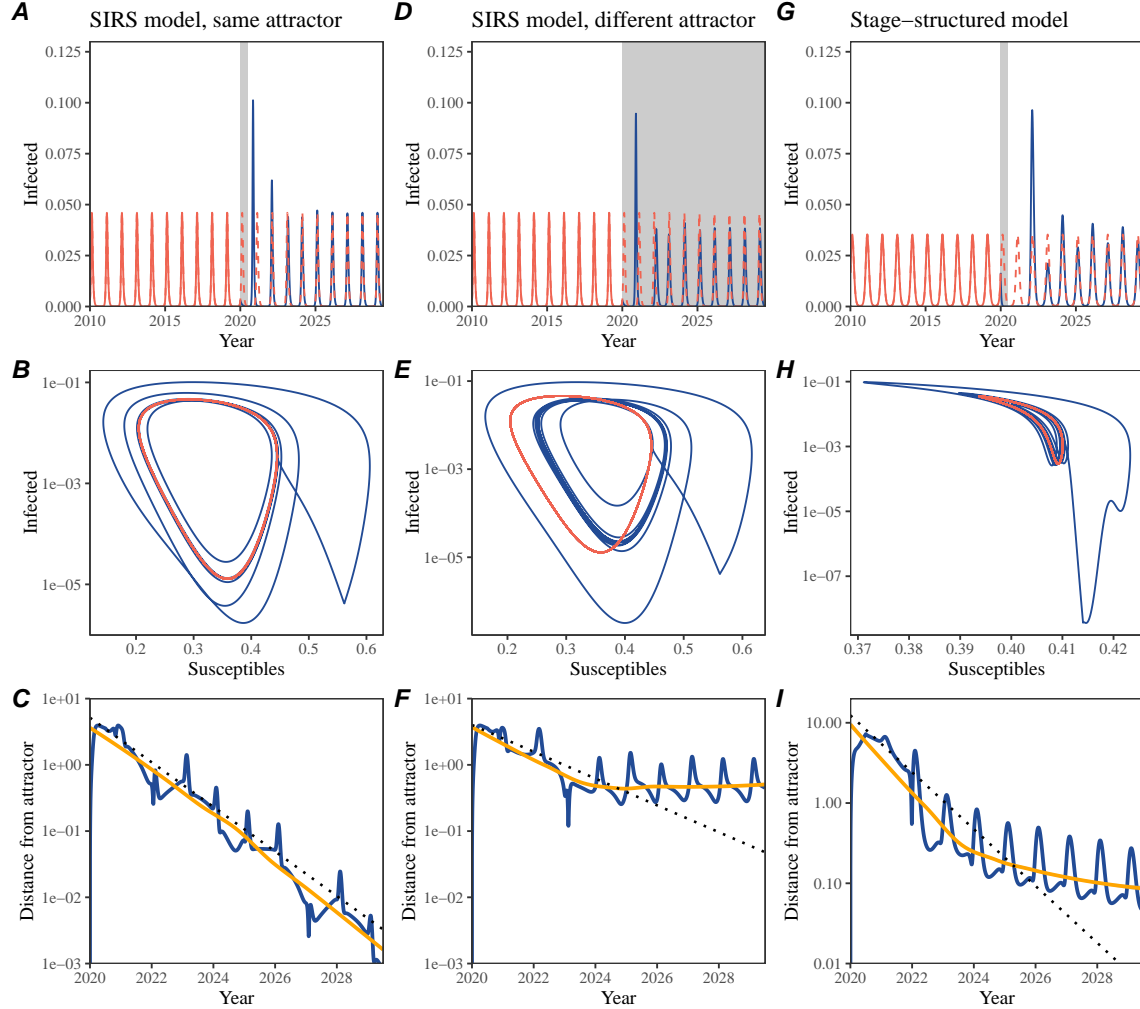 A SIRS model, same attractor
0.125
0.100
0.075
0.050
0.025
0.000
Infected
2010 2015 2020 2025
Year
D SIRS model, different attractor
0.125
0.100
0.075
0.050
0.025
0.000
Infected
2010 2015 2020 2025
Year
G Stage−structured model
0.125
0.100
0.075
0.050
0.025
0.000
Infected
2010 2015 2020 2025
Year
B
1e−01
1e−03
1e−05
Infected
0.2 0.3 0.4 0.5 0.6
Susceptibles
E
1e−01
1e−03
1e−05
Infected
0.2 0.3 0.4 0.5 0.6
Susceptibles
H
1e−01
1e−03
1e−05
1e−07
Infected
0.37 0.38 0.39 0.40 0.41 0.42
Susceptibles
C
1e+01
1e+00
1e−01
1e−02
1e−03
Distance from attractor
2020 2022 2024 2026 2028
Year
F
1e+01
1e+00
1e−01
1e−02
1e−03
Distance from attractor
2020 2022 2024 2026 2028
Year
I
10.00
1.00
0.10
0.01
Distance from attractor
2020 2022 2024 2026 2028
Year